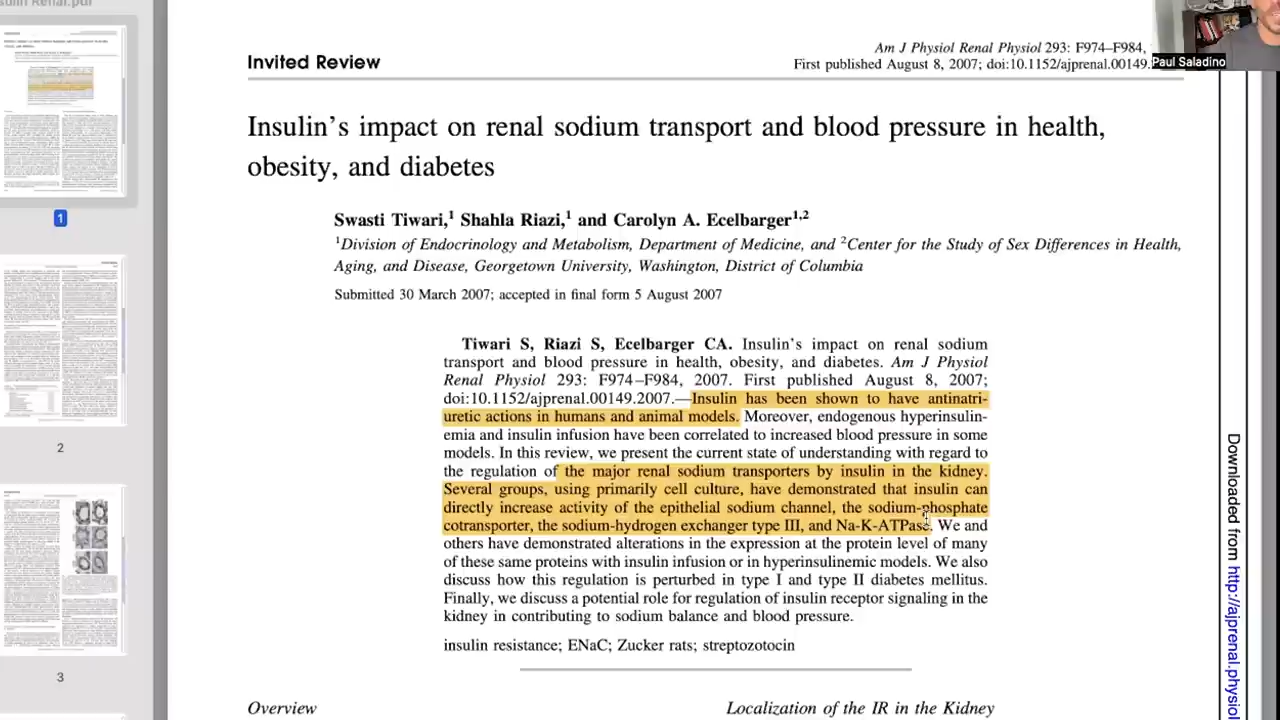 sulin Renal.pdf
Invited Review
Am J Physiol Renal Physiol 293: F974–F984,
First published August 8, 2007; doi:10.1152/ajprenal.00149.
Paul Saladino
Insulin’s impact on renal sodium transport and blood pressure in health,
obesity, and diabetes
Swasti Tiwari,1 Shahla Riazi,1 and Carolyn A. Ecelbarger1,2
1Division of Endocrinology and Metabolism, Department of Medicine, and 2Center for the Study of Sex Differences in Health,
Aging, and Disease, Georgetown University, Washington, District of Columbia
Submitted 30 March 2007; accepted in final form 5 August 2007
Tiwari S, Riazi S, Ecelbarger CA. Insulin’s impact on renal sodium
transport and blood pressure in health, obesity, and diabetes. Am J Physiol
Renal Physiol 293: F974–F984, 2007. First published August 8, 2007;
doi:10.1152/ajprenal.00149.2007.—Insulin has been shown to have antinatri-
uretic actions in humans and animal models. Moreover, endogenous hyperinsulin-
emia and insulin infusion have been correlated to increased blood pressure in some
models. In this review, we present the current state of understanding with regard to
the regulation of the major renal sodium transporters by insulin in the kidney.
Several groups, using primarily cell culture, have demonstrated that insulin can
directly increase activity of the epithelial sodium channel, the sodium-phosphate
cotransporter, the sodium-hydrogen exchanger type III, and Na-K-ATPase. We and
others have demonstrated alterations in the expression at the protein level of many
of these same proteins with insulin infusion or in hyperinsulinemic models. We also
discuss how this regulation is perturbed in type I and type II diabetes mellitis.
Finally, we discuss a potential role for regulation of insulin receptor signaling in the
kidney in contributing to sodium balance and blood pressure.
insulin resistance; ENaC; Zucker rats; streptozotocin
Overview
Localization of the IR in the Kidney
Downloaded from http://ajprenal.physiol
1
2
3